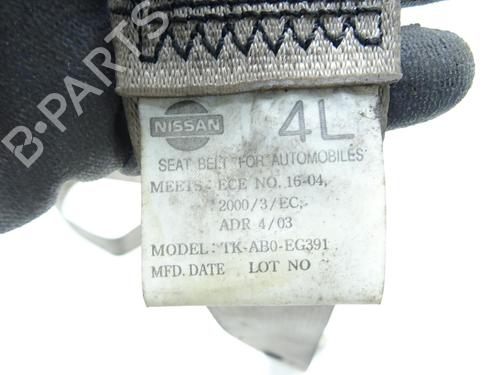 NISSAN 4L
SEAT BELT FOR AUTOMOBILES
MEETS: ECE NO. 16-04,
2000/3/EC,
ADR 4/03
MODEL: TK-AB0-EG391
MFD. DATE LOT NO
B-PARTS